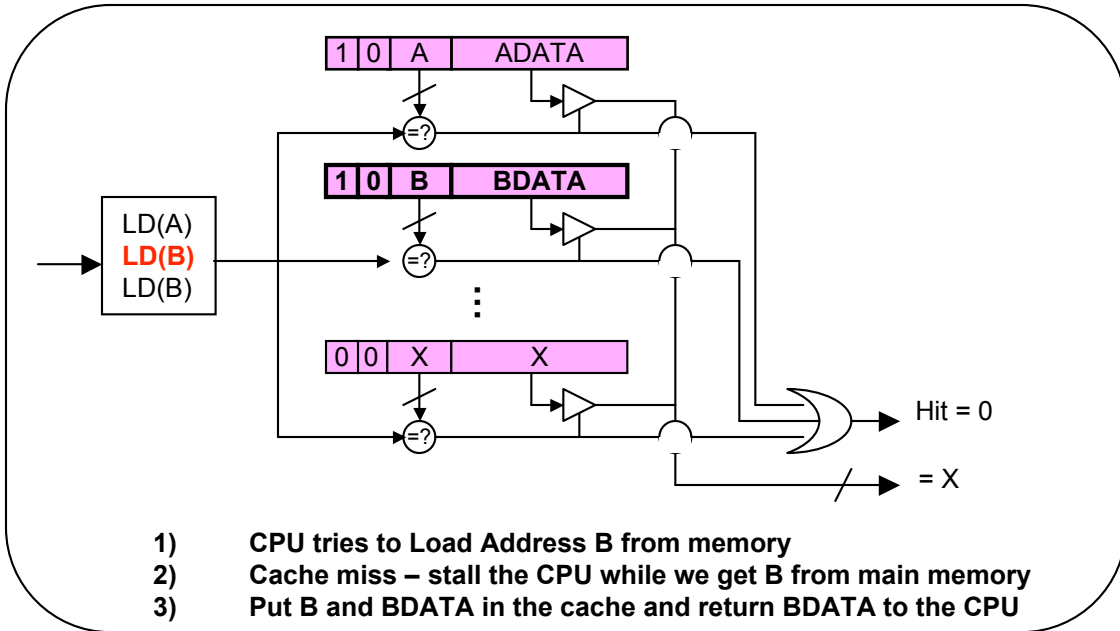 1 0 A ADATA
=?
1 0 B BDATA
LD(A)
LD(B)
LD(B)
=?
⋮
0 0 X X
=?
Hit = 0
= X
1) CPU tries to Load Address B from memory
2) Cache miss – stall the CPU while we get B from main memory
3) Put B and BDATA in the cache and return BDATA to the CPU